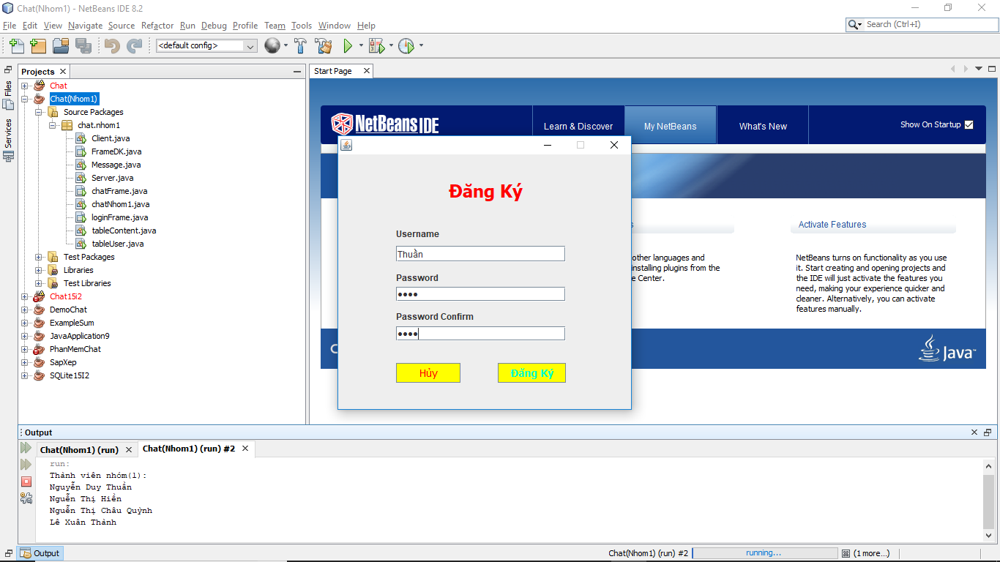 Chat(Nhom1) - NetBeans IDE 8.2
File Edit View Navigate Source Refactor Run Debug Profile Team Tools Window Help
Search (Ctrl+I)
<default config>
Files
Services
Projects
Chat
Chat(Nhom1)
Source Packages
chat.nhom1
Client.java
FrameDK.java
Message.java
Server.java
chatFrame.java
chatNhom1.java
loginFrame.java
tableContent.java
tableUser.java
Test Packages
Libraries
Test Libraries
Chat15i2
DemoChat
ExampleSum
JavaApplication9
PhanMemChat
SapXep
SQLite15I2
Start Page
NetBeans IDE
Learn & Discover
My NetBeans
What's New
Show On Startup
Đăng Ký
Username
Thuần
Password
Password Confirm
Hủy
Đăng Ký
other languages and
installing plugins from the
Center.
Activate Features
NetBeans turns on functionality as you use
it. Start creating and opening projects and
the IDE will just activate the features you
need, making your experience quicker and
cleaner. Alternatively, you can activate
features manually.
Java™
Output
Chat(Nhom1) (run)
Chat(Nhom1) (run) #2
run:
Thành viên nhóm(1):
Nguyễn Duy Thuần
Nguễn Thị Hiền
Nguễn Thị Châu Quỳnh
Lê Xuân Thành
Output
Chat(Nhom1) (run) #2
running...
(1 more...)